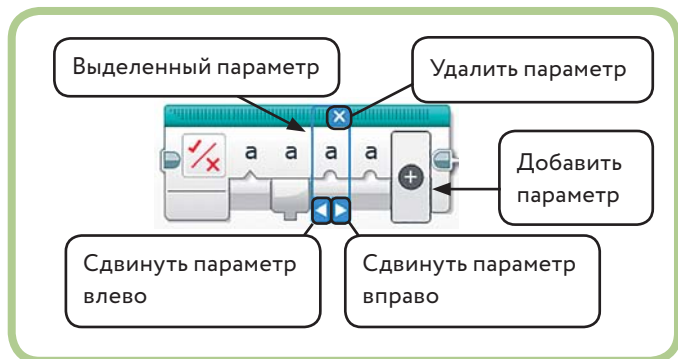 Выделенный параметр
Удалить параметр
a a a a
Добавить
параметр
Сдвинуть параметр
влево
Сдвинуть параметр
вправо